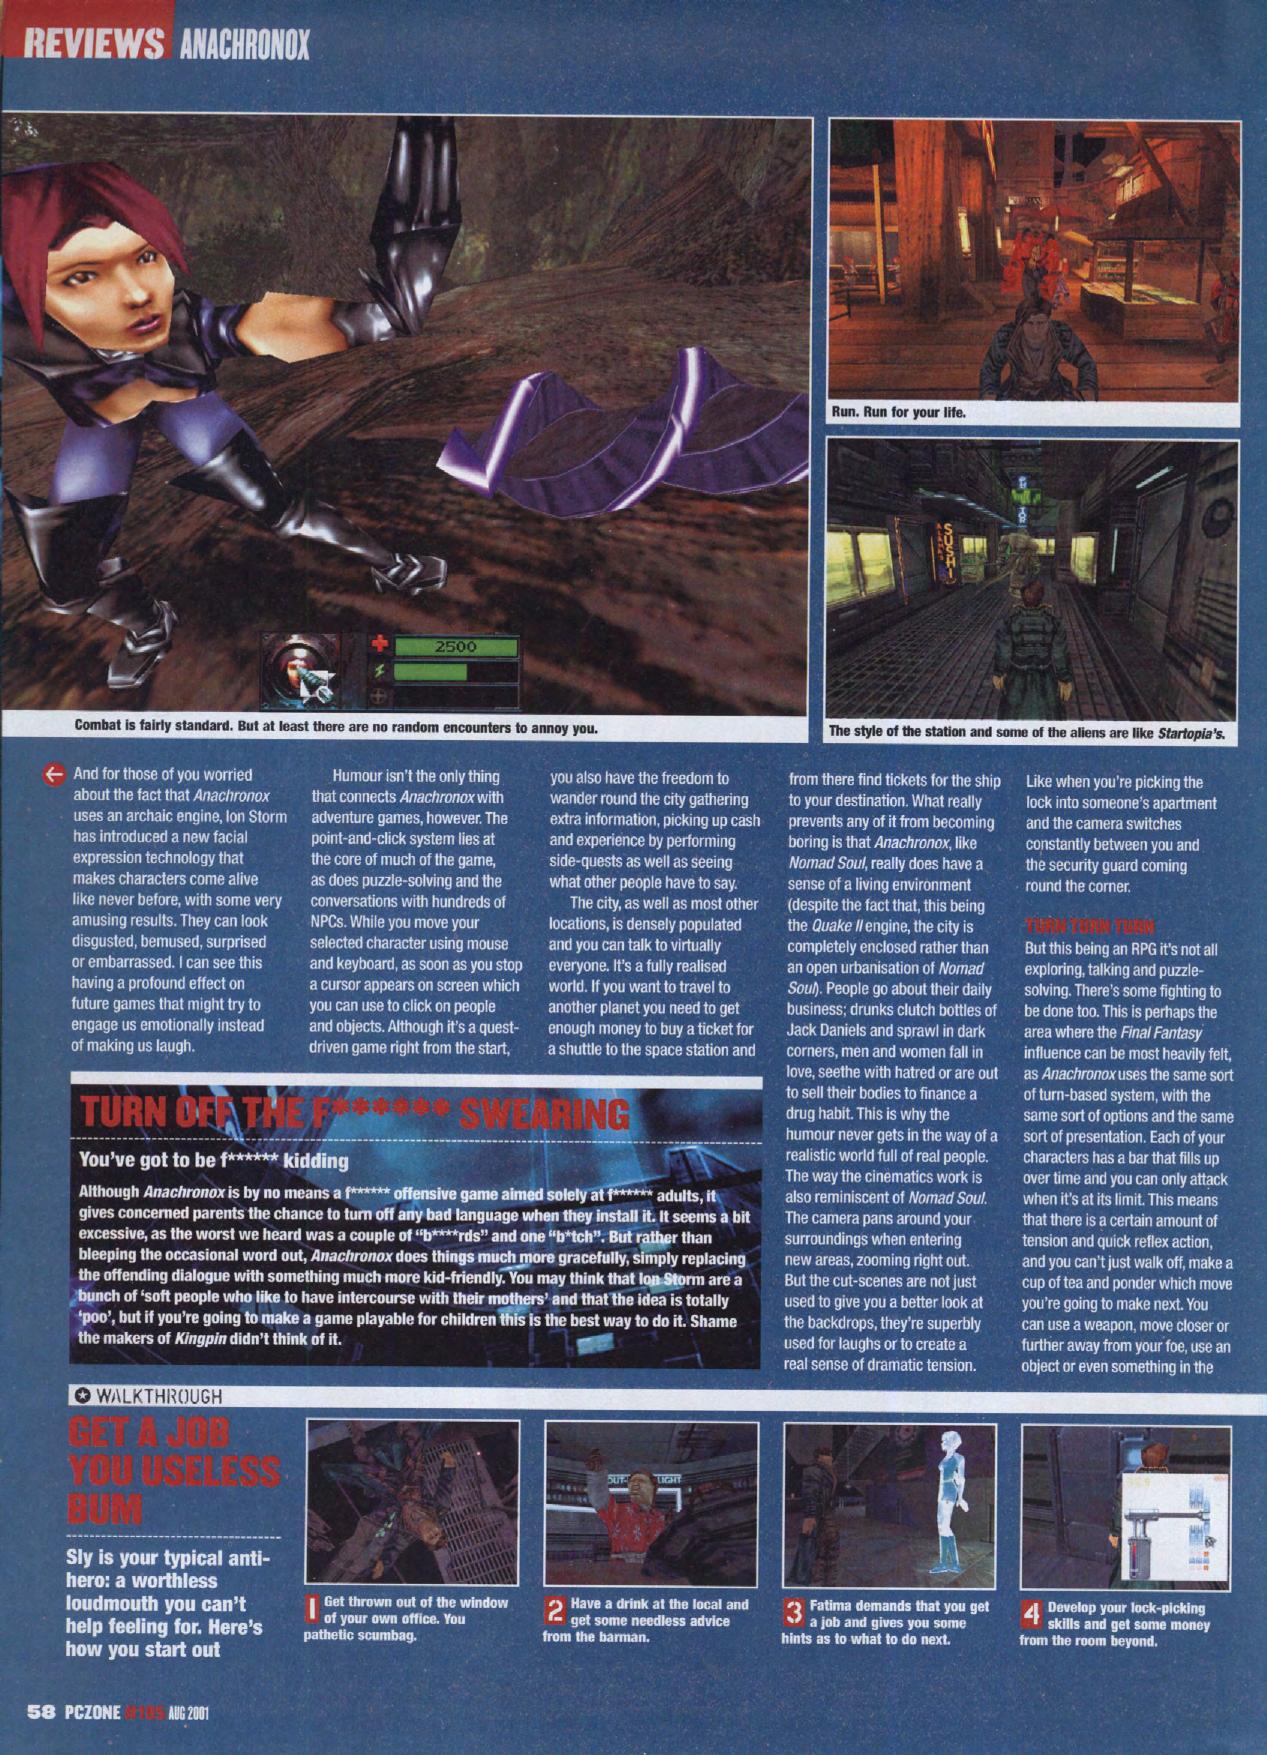 REVIEWS ANACHRONOX
2500
Combat is fairly standard. But at least there are no random encounters to annoy you.
Run. Run for your life.
SUSHI
The style of the station and some of the aliens are like Startopia's.
And for those of you worried
about the fact that Anachronox
uses an archaic engine, Ion Storm
has introduced a new facial
expression technology that
makes characters come alive
like never before, with some very
amusing results. They can look
disgusted, bemused, surprised
or embarrassed. I can see this
having a profound effect on
future games that might try to
engage us emotionally instead
of making us laugh.
Humour isn't the only thing
that connects Anachronox with
adventure games, however. The
point-and-click system lies at
the core of much of the game,
as does puzzle-solving and the
conversations with hundreds of
NPCs. While you move your
selected character using mouse
and keyboard, as soon as you stop
a cursor appears on screen which
you can use to click on people
and objects. Although it's a quest-
driven game right from the start,
you also have the freedom to
wander round the city gathering
extra information, picking up cash
and experience by performing
side-quests as well as seeing
what other people have to say.
The city, as well as most other
locations, is densely populated
and you can talk to virtually
everyone. It's a fully realised
world. If you want to travel to
another planet you need to get
enough money to buy a ticket for
a shuttle to the space station and
from there find tickets for the ship
to your destination. What really
prevents any of it from becoming
boring is that Anachronox, like
Nomad Soul, really does have a
sense of a living environment
(despite the fact that, this being
the Quake II engine, the city is
completely enclosed rather than
an open urbanisation of Nomad
Soul). People go about their daily
business; drunks clutch bottles of
Jack Daniels and sprawl in dark
corners, men and women fall in
love, seethe with hatred or are out
to sell their bodies to finance a
drug habit. This is why the
humour never gets in the way of a
realistic world full of real people.
The way the cinematics work is
also reminiscent of Nomad Soul.
The camera pans around your
surroundings when entering
new areas, zooming right out.
But the cut-scenes are not just
used to give you a better look at
the backdrops, they're superbly
used for laughs or to create a
real sense of dramatic tension.
Like when you're picking the
lock into someone's apartment
and the camera switches
constantly between you and
the security guard coming
round the corner.
TURN TURN TURN
But this being an RPG it's not all
exploring, talking and puzzle-
solving. There's some fighting to
be done too. This is perhaps the
area where the Final Fantasy
influence can be most heavily felt,
as Anachronox uses the same sort
of turn-based system, with the
same sort of options and the same
sort of presentation. Each of your
characters has a bar that fills up
over time and you can only attack
when it's at its limit. This means
that there is a certain amount of
tension and quick reflex action,
and you can't just walk off, make a
cup of tea and ponder which move
you're going to make next. You
can use a weapon, move closer or
further away from your foe, use an
object or even something in the
TURN OFF THE F****** SWEARING
You've got to be f****** kidding
Although Anachronox is by no means a f****** offensive game aimed solely at f****** adults, it
gives concerned parents the chance to turn off any bad language when they install it. It seems a bit
excessive, as the worst we heard was a couple of "b****rds" and one "b*tch". But rather than
bleeping the occasional word out, Anachronox does things much more gracefully, simply replacing
the offending dialogue with something much more kid-friendly. You may think that Ion Storm are a
bunch of 'soft people who like to have intercourse with their mothers' and that the idea is totally
'poo', but if you're going to make a game playable for children this is the best way to do it. Shame
the makers of Kingpin didn't think of it.
WALKTHROUGH
GET A JOB
YOU USELESS
BUM
Sly is your typical anti-
hero: a worthless
loudmouth you can't
help feeling for. Here's
how you start out
1 Get thrown out of the window
of your own office. You
pathetic scumbag.
2 Have a drink at the local and
get some needless advice
from the barman.
3 Fatima demands that you get
a job and gives you some
hints as to what to do next.
4 Develop your lock-picking
skills and get some money
from the room beyond.
58 PCZONE #105 AUG 2001